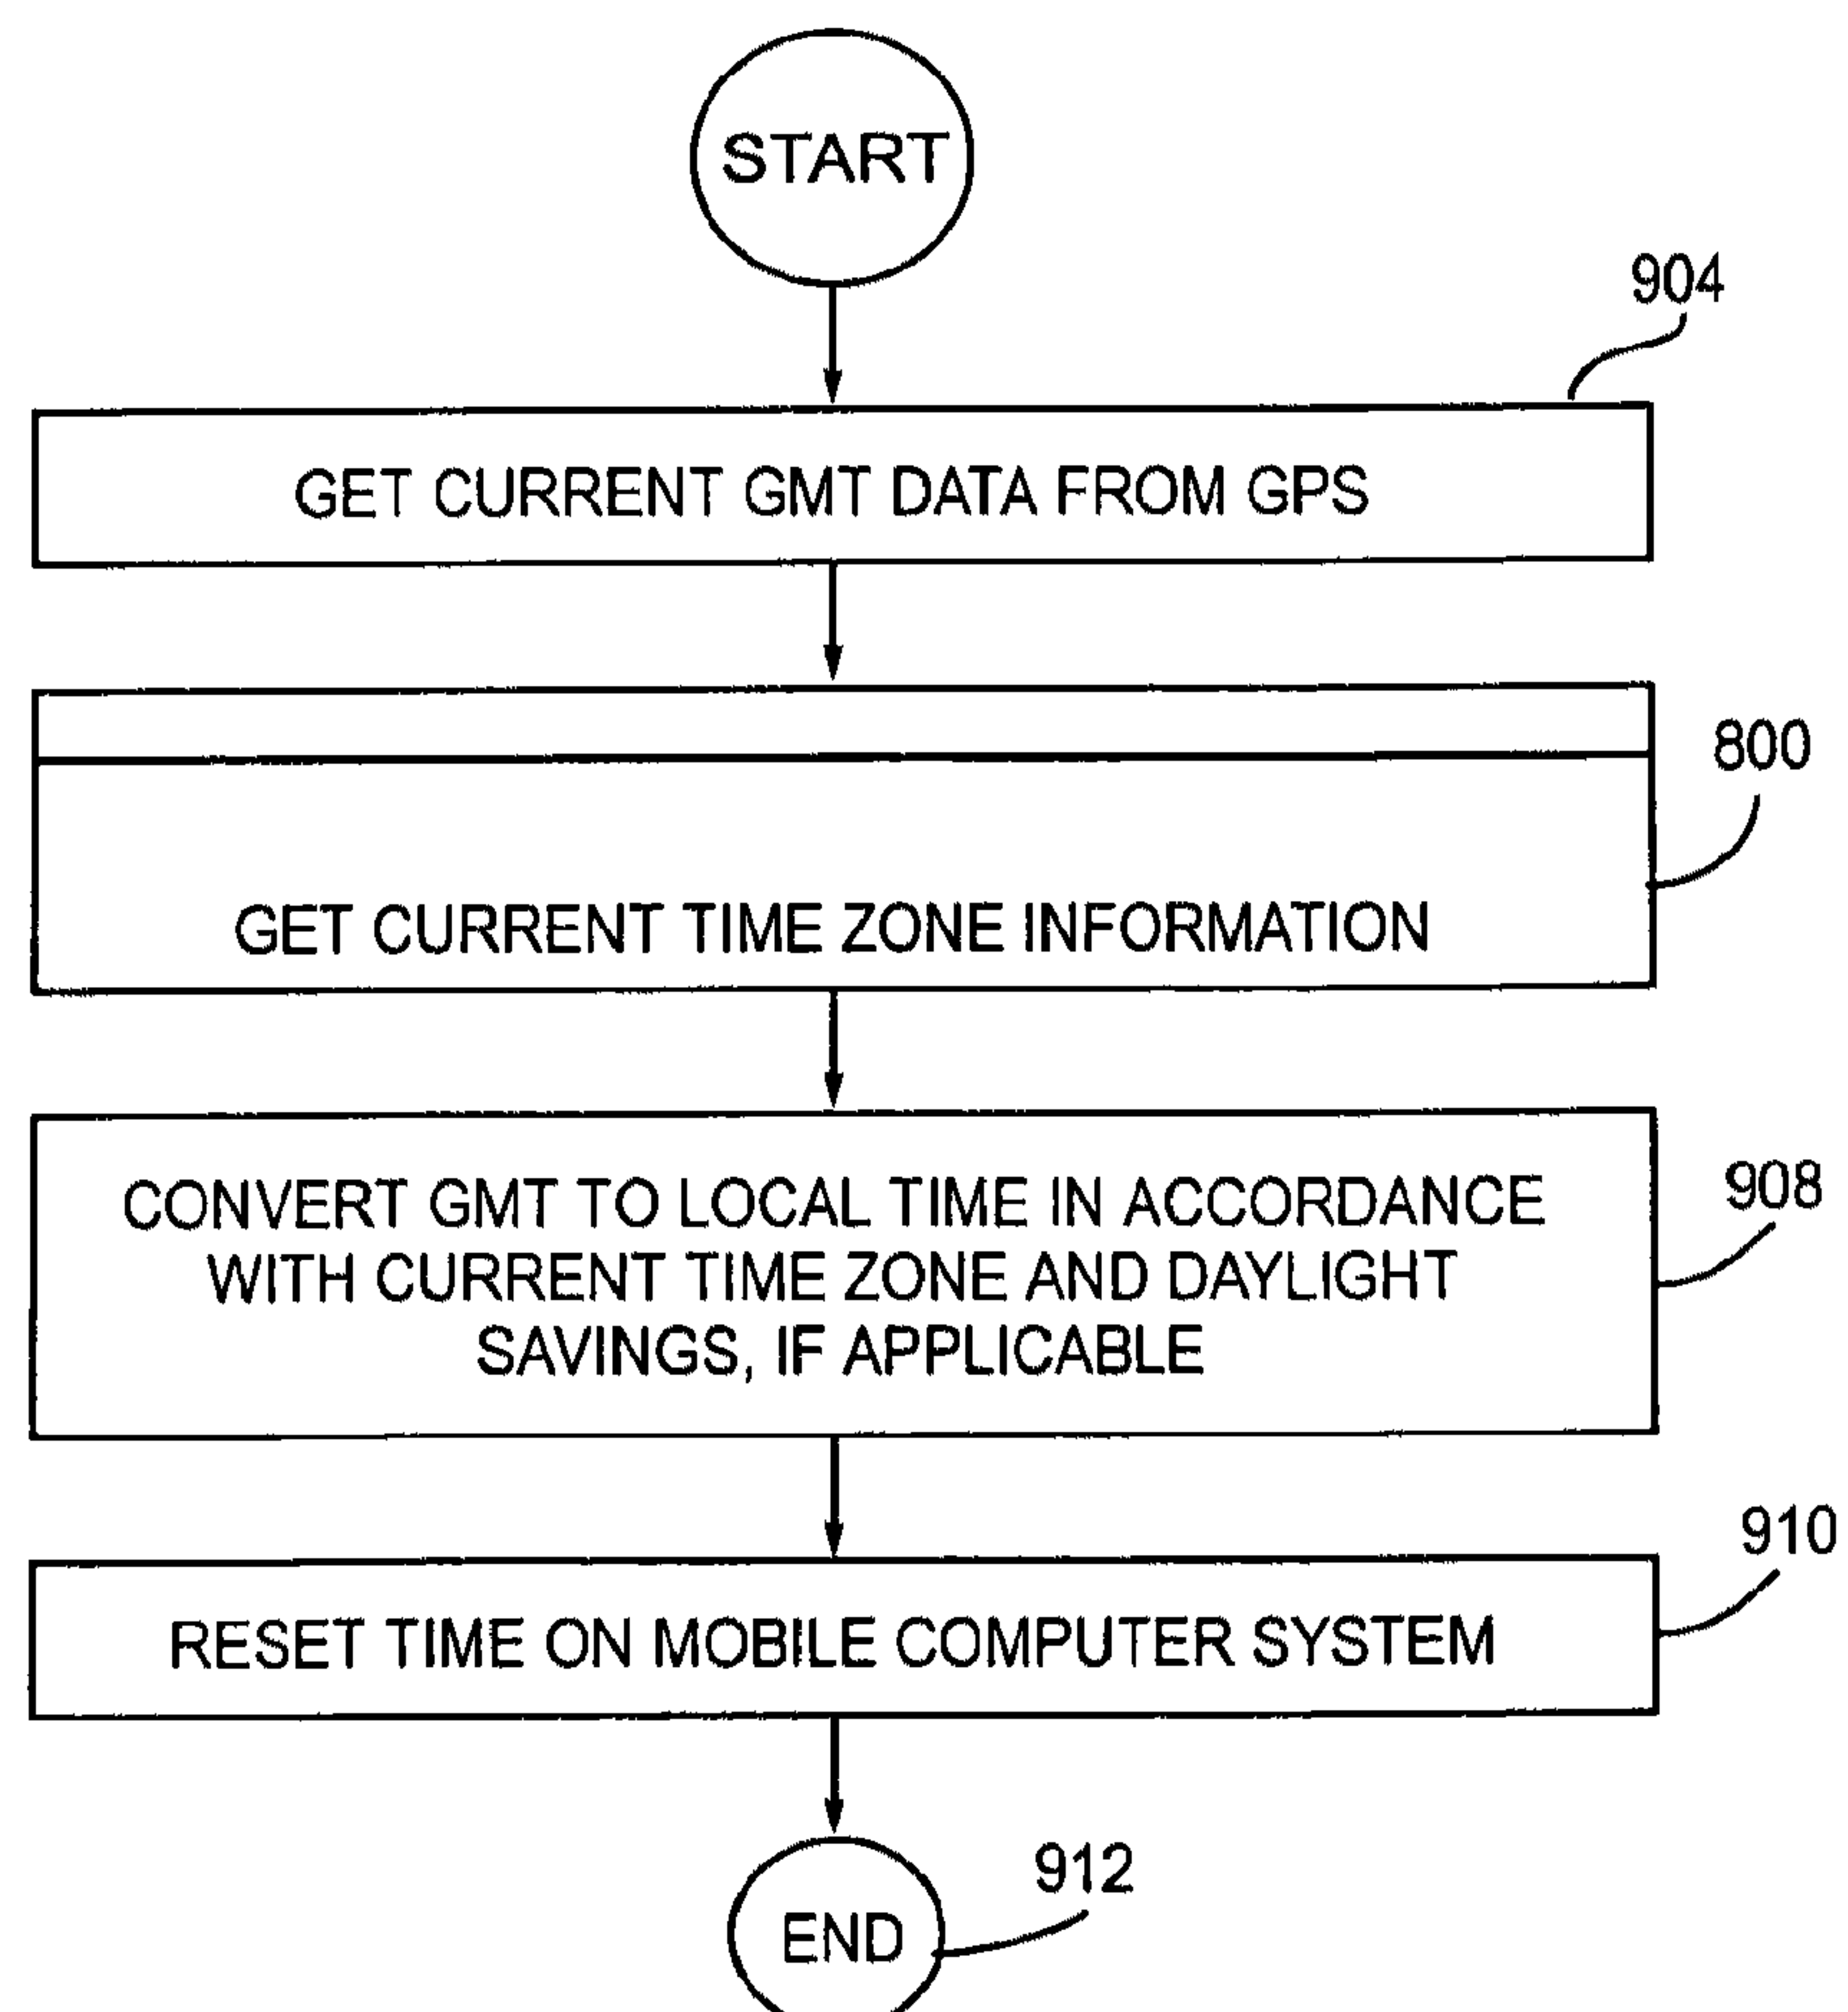 START
904
GET CURRENT GMT DATA FROM GPS
800
GET CURRENT TIME ZONE INFORMATION
CONVERT GMT TO LOCAL TIME IN ACCORDANCE
WITH CURRENT TIME ZONE AND DAYLIGHT
SAVINGS, IF APPLICABLE
908
910
RESET TIME ON MOBILE COMPUTER SYSTEM
912
END